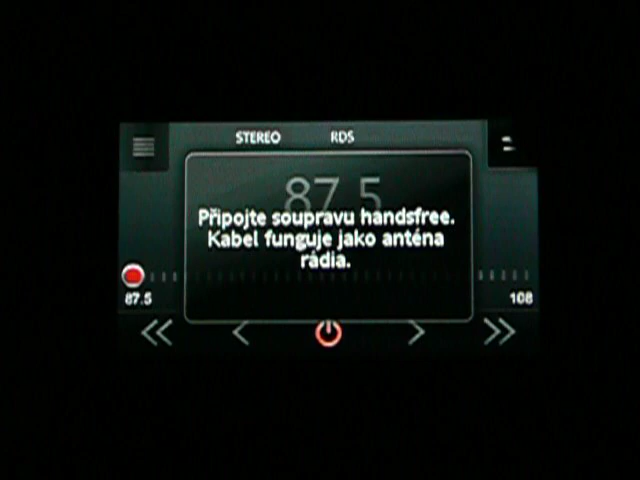 STEREO RDS
87.5
Připojte soupravu handsfree.
Kabel funguje jako anténa
rádia.
87.5 108